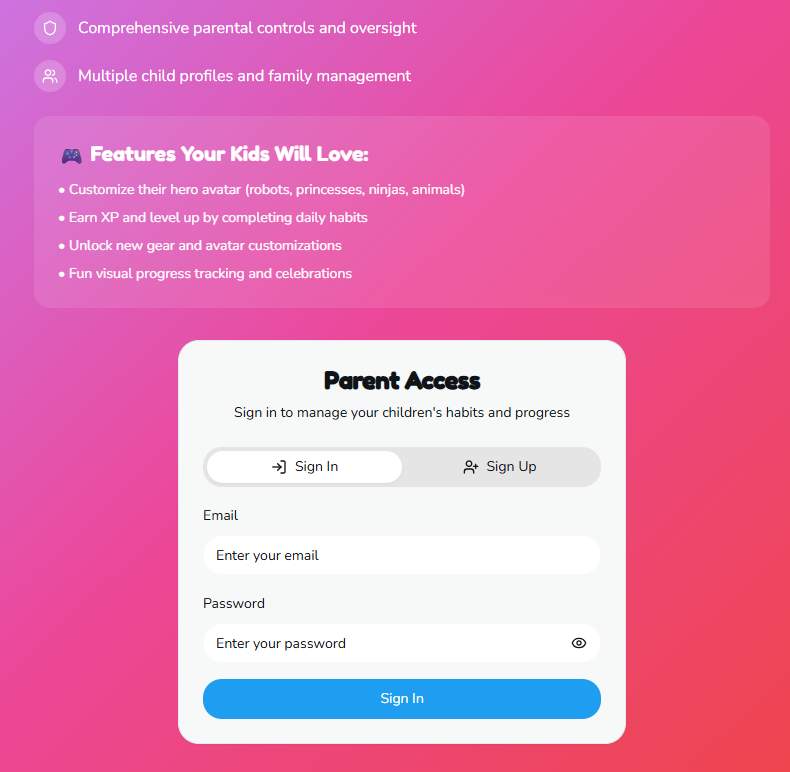 Comprehensive parental controls and oversight
Multiple child profiles and family management
🎮 Features Your Kids Will Love:
• Customize their hero avatar (robots, princesses, ninjas, animals)
• Earn XP and level up by completing daily habits
• Unlock new gear and avatar customizations
• Fun visual progress tracking and celebrations
Parent Access
Sign in to manage your children's habits and progress
Sign In
Sign Up
Email
Enter your email
Password
Enter your password
Sign In